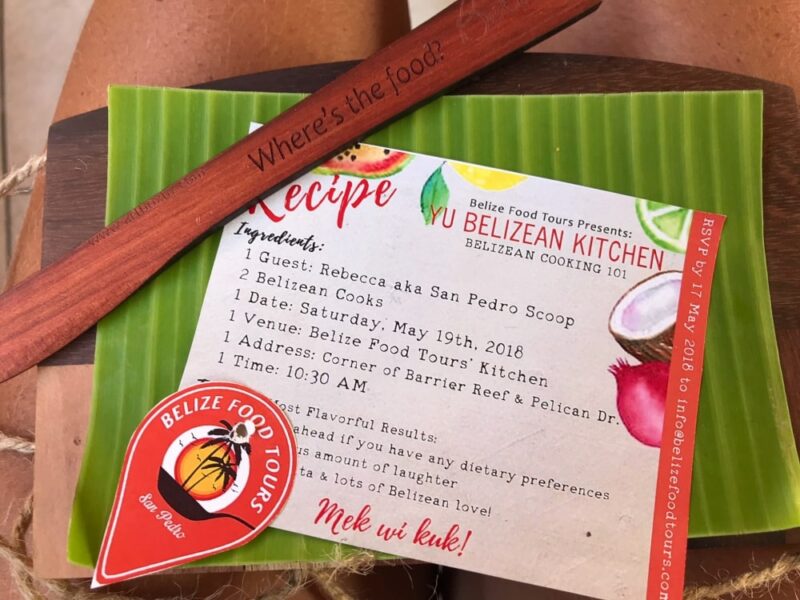 Where's the food?
Recipe
Belize Food Tours Presents:
YU BELIZEAN KITCHEN
BELIZEAN COOKING 101
Ingredients:
1 Guest: Rebecca aka San Pedro Scoop
2 Belizean Cooks
1 Date: Saturday, May 19th, 2018
1 Venue: Belize Food Tours' Kitchen
1 Address: Corner of Barrier Reef & Pelican Dr.
1 Time: 10:30 AM
Most Flavorful Results:
ahead if you have any dietary preferences
amount of laughter
& lots of Belizean love!
Mek wi kuk!
RSVP by 17 May 2018 to info@belizefoodtours.com
BELIZE FOOD TOURS
San Pedro